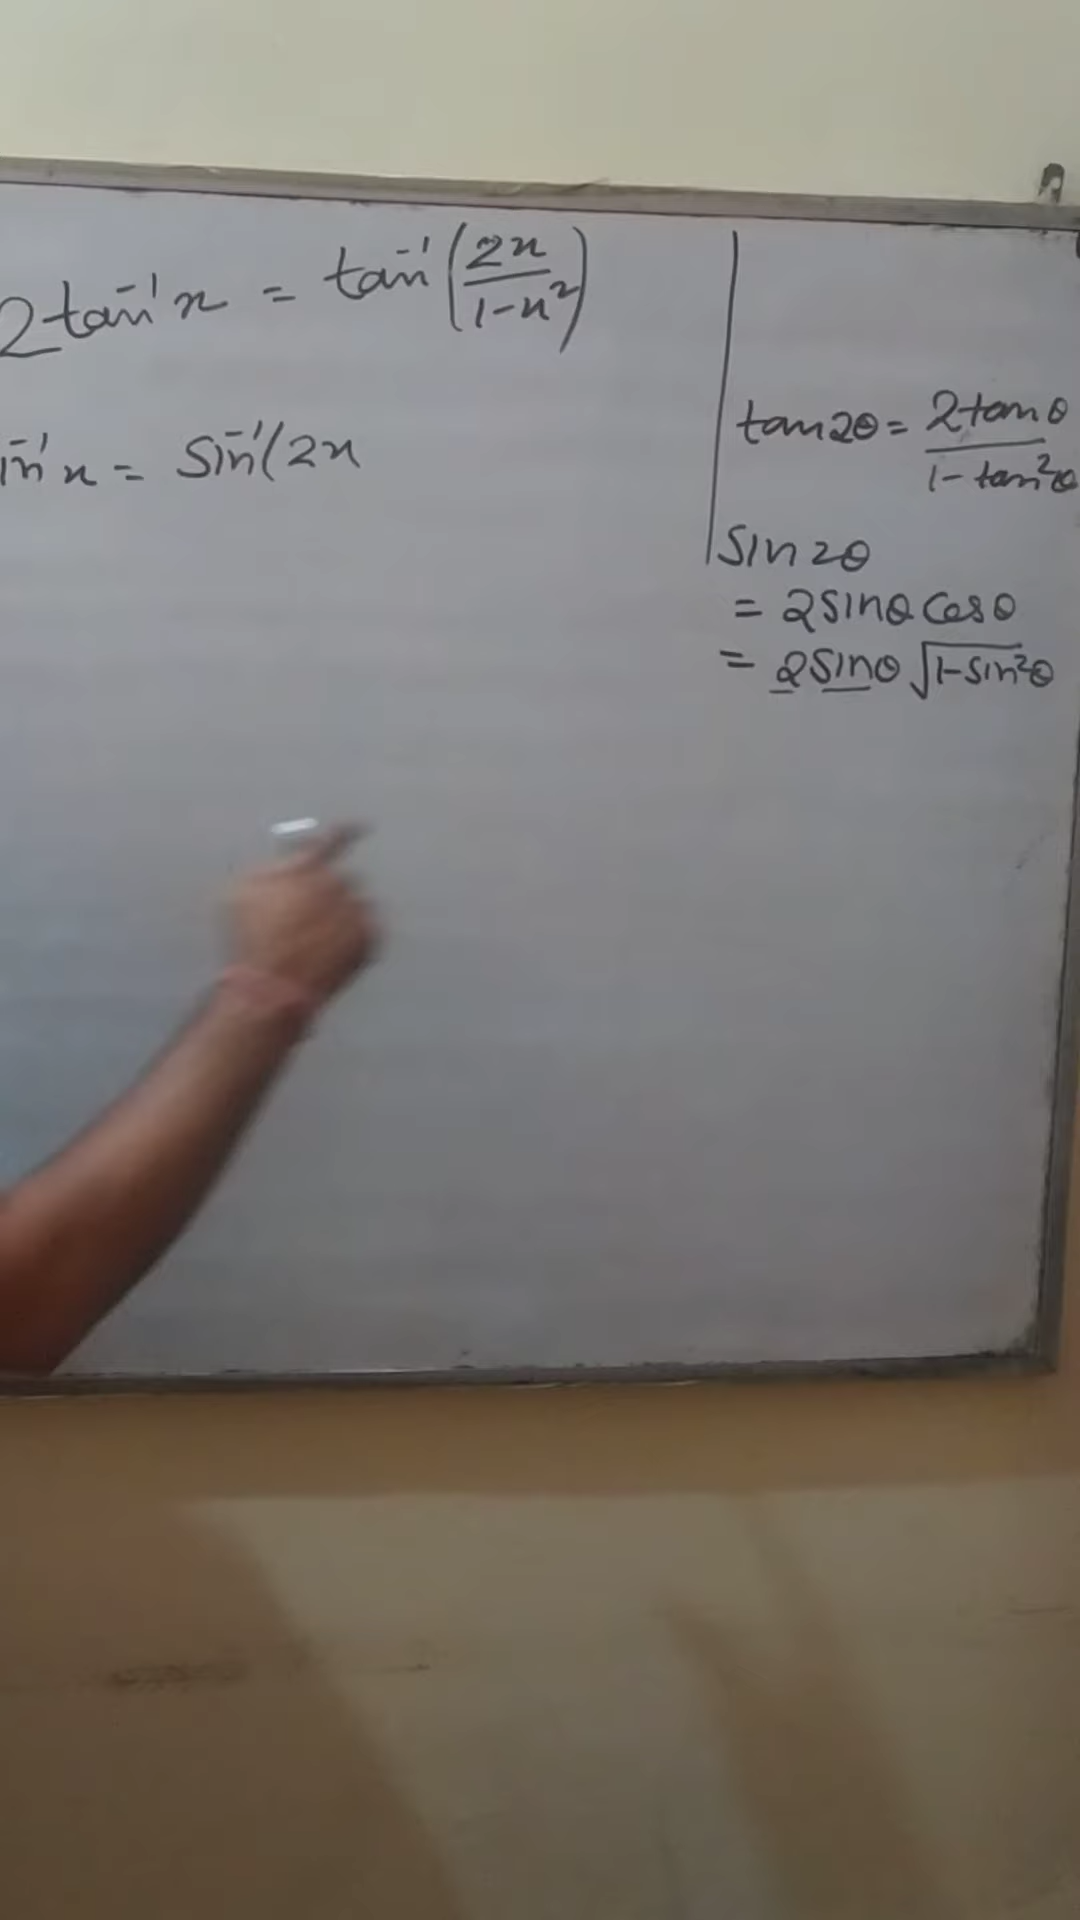 2tan⁻¹x = tan⁻¹(2x/1-x²)
in⁻¹x = Sin⁻¹(2x
tan2θ = 2tanθ/1-tan²θ
Sin2θ
= 2sinθcosθ
= 2sinθ√1-sin²θ